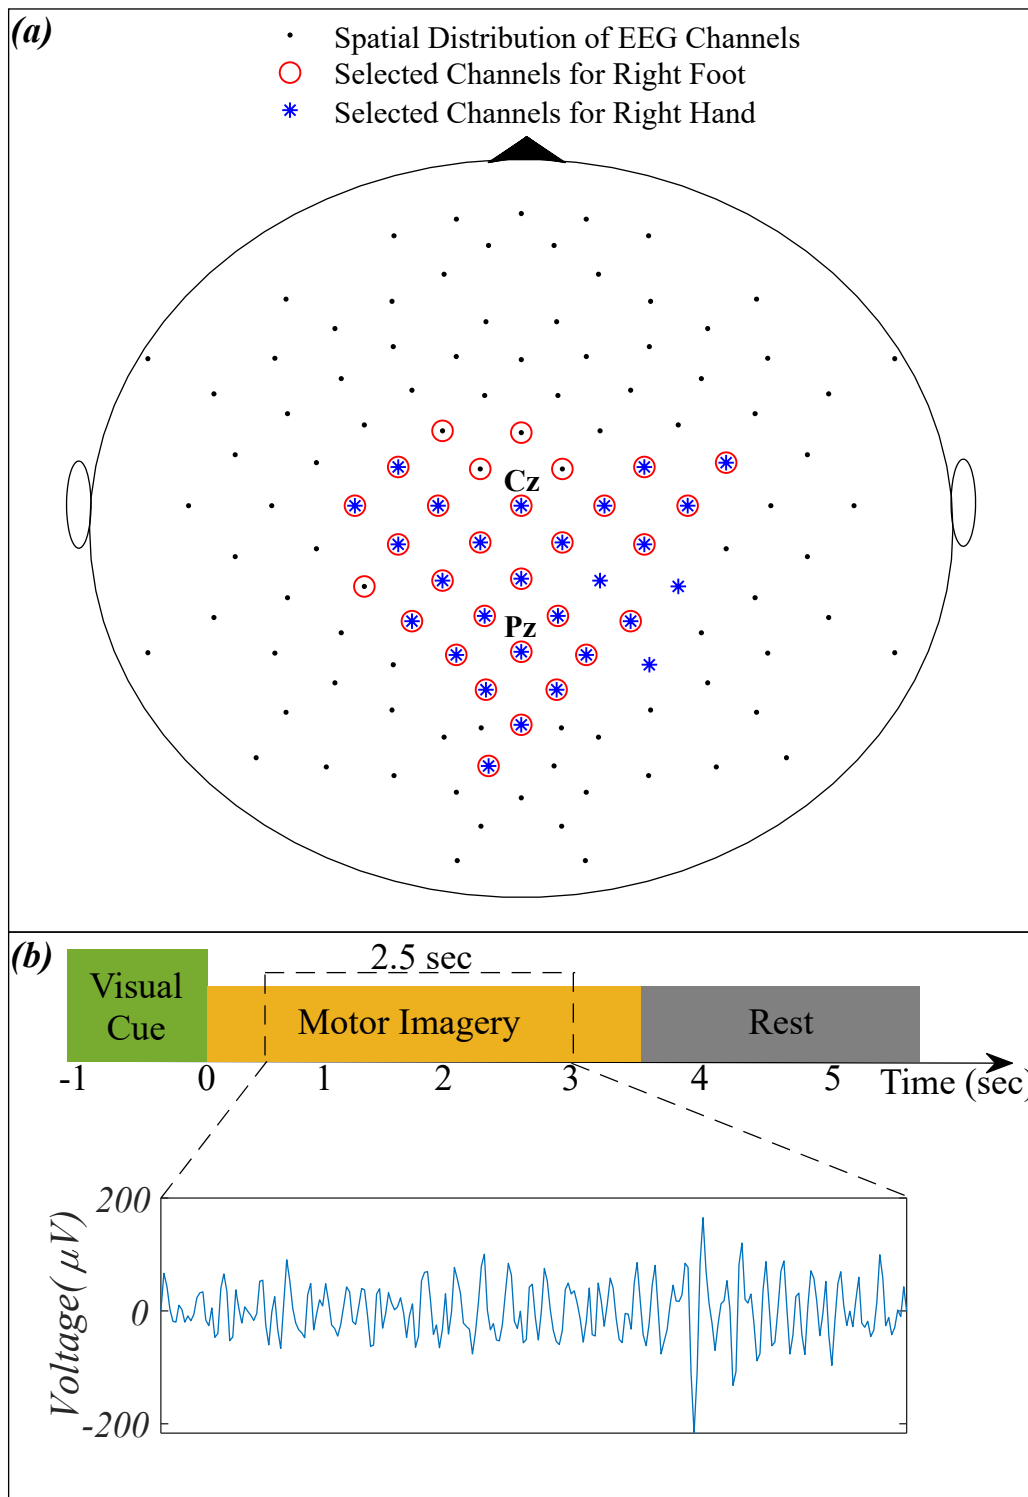 (a)
Spatial Distribution of EEG Channels
Selected Channels for Right Foot
Selected Channels for Right Hand
Cz
Pz
(b)
2.5 sec
Visual
Cue
Motor Imagery
Rest
-1 0 1 2 3 4 5 Time (sec)
200
0
-200
Voltage( μV)